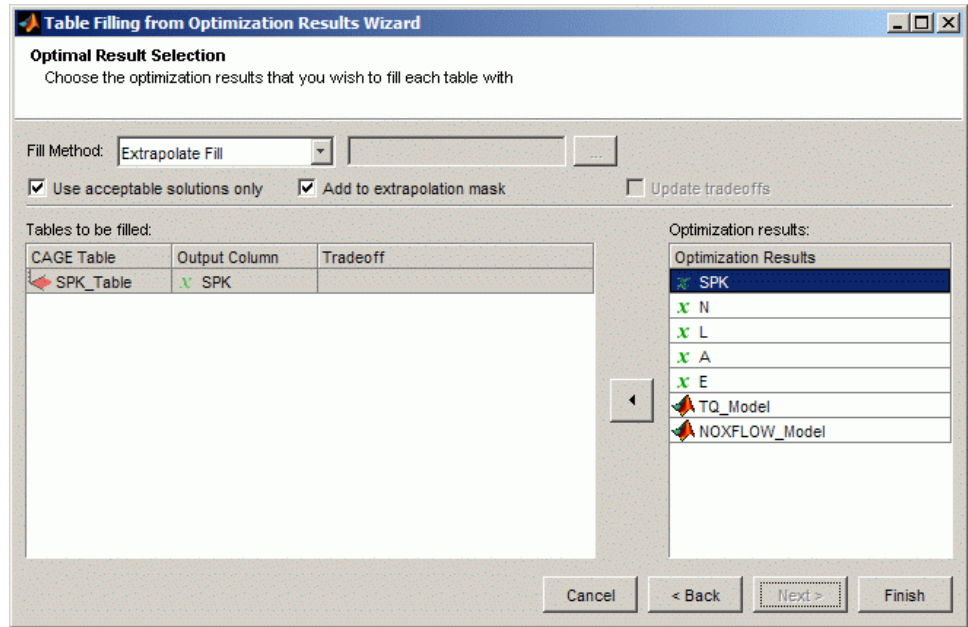 Table Filling from Optimization Results Wizard
Optimal Result Selection
Choose the optimization results that you wish to fill each table with
Fill Method: Extrapolate Fill ...
Use acceptable solutions only Add to extrapolation mask Update tradeoffs
Tables to be filled: Optimization results:
CAGE Table Output Column Tradeoff Optimization Results
SPK_Table x SPK x SPK
x N
x L
x A
x E
TQ_Model
NOXFLOW_Model
Cancel < Back Next > Finish